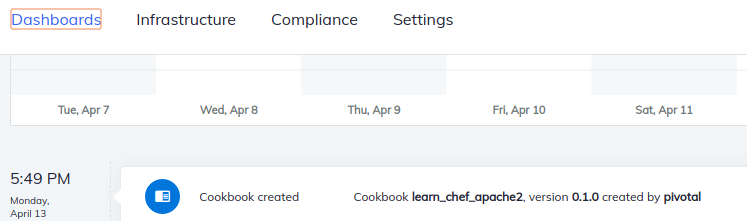 Dashboards Infrastructure Compliance Settings
Tue, Apr 7 Wed, Apr 8 Thu, Apr 9 Fri, Apr 10 Sat, Apr 11
5:49 PM
Monday,
April 13
Cookbook created Cookbook learn_chef_apache2, version 0.1.0 created by pivotal